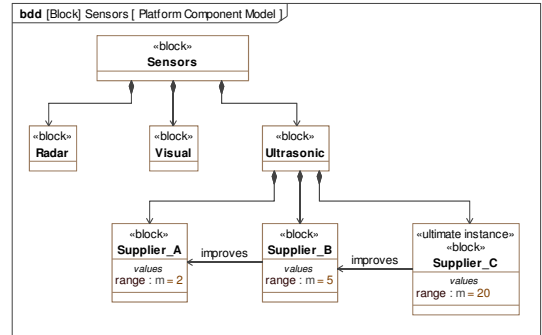 bdd [Block] Sensors [ Platform Component Model ]
«block»
Sensors
«block»
Radar
«block»
Visual
«block»
Ultrasonic
«block»
Supplier_A
values
range : m = 2
improves
«block»
Supplier_B
values
range : m = 5
improves
«ultimate instance»
«block»
Supplier_C
values
range : m = 20